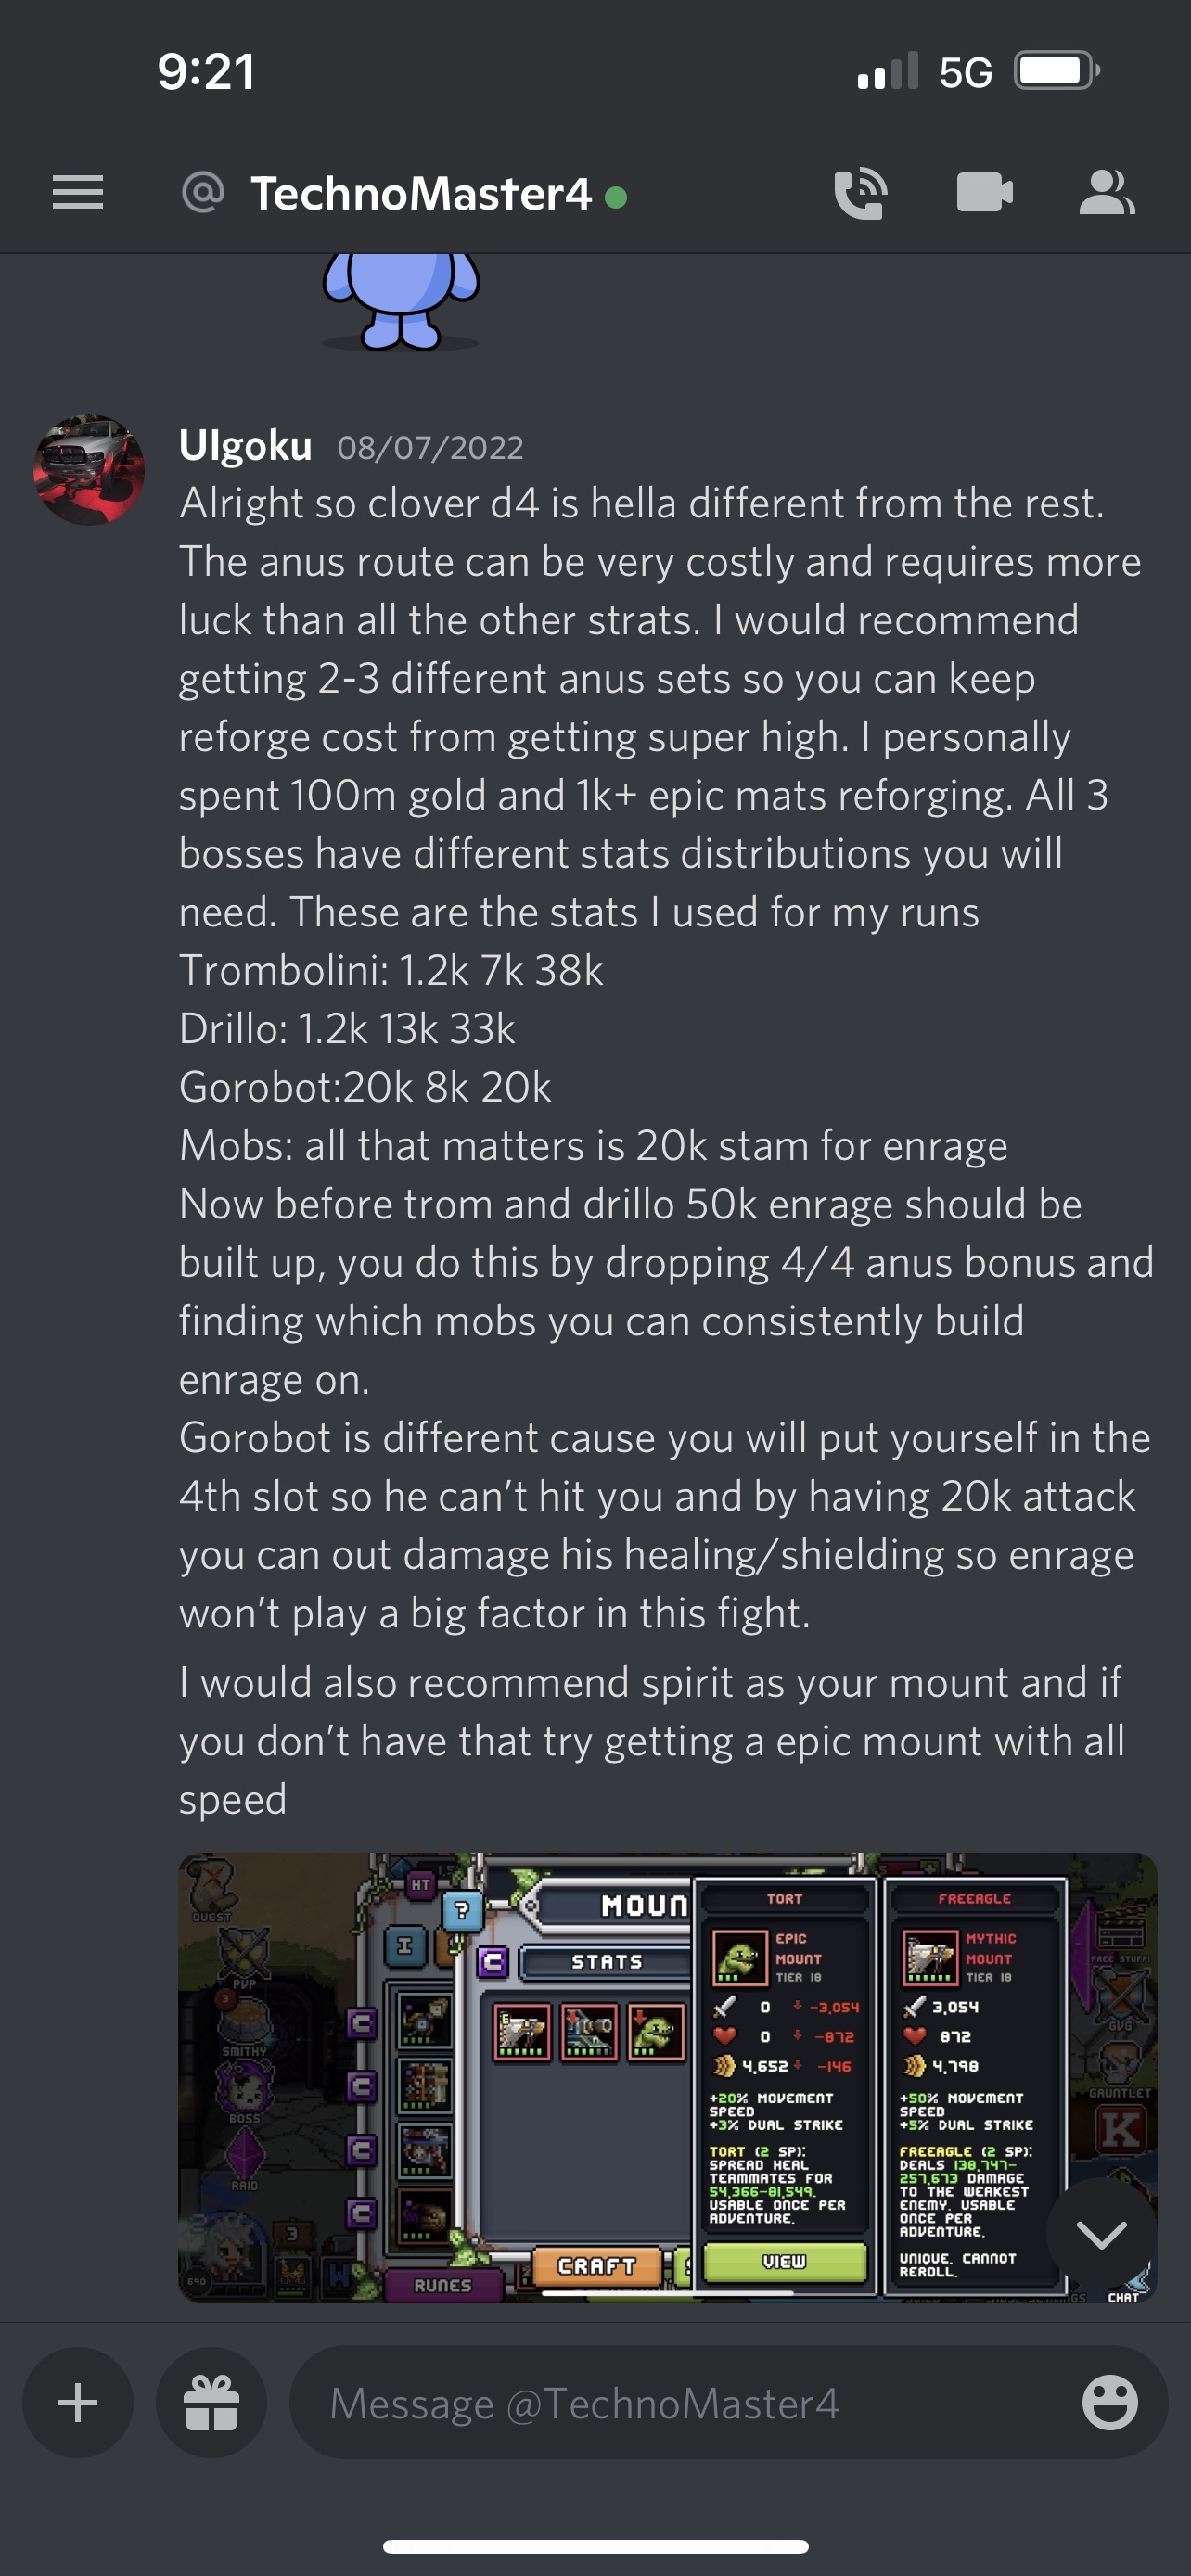 9:21
5G
@ TechnoMaster4
UIgoku 08/07/2022
Alright so clover d4 is hella different from the rest.
The anus route can be very costly and requires more
luck than all the other strats. I would recommend
getting 2-3 different anus sets so you can keep
reforge cost from getting super high. I personally
spent 100m gold and 1k+ epic mats reforging. All 3
bosses have different stats distributions you will
need. These are the stats I used for my runs
Trombolini: 1.2k 7k 38k
Drillo: 1.2k 13k 33k
Gorobot:20k 8k 20k
Mobs: all that matters is 20k stam for enrage
Now before trom and drillo 50k enrage should be
built up, you do this by dropping 4/4 anus bonus and
finding which mobs you can consistently build
enrage on.
Gorobot is different cause you will put yourself in the
4th slot so he can’t hit you and by having 20k attack
you can out damage his healing/shielding so enrage
won’t play a big factor in this fight.
I would also recommend spirit as your mount and if
you don’t have that try getting a epic mount with all
speed
QUEST
PVP
3
SMITHY
BOSS
RAID
690
3
W
HT
?
I
C
C
C
C
RUNES
MOUN
C
STATS
E
CRAFT
TORT
EPIC
MOUNT
TIER 18
0 -3,054
0 -872
4,652 -146
+20% MOVEMENT
SPEED
+3% DUAL STRIKE
TORT (2 SP):
SPREAD HEAL
TEAMMATES FOR
54,366-81,549.
USABLE ONCE PER
ADVENTURE.
VIEW
FREEAGLE
MYTHIC
MOUNT
TIER 18
3,054
872
4,798
+50% MOVEMENT
SPEED
+5% DUAL STRIKE
FREEAGLE (2 SP):
DEALS 138,747-
257,673 DAMAGE
TO THE WEAKEST
ENEMY. USABLE
ONCE PER
ADVENTURE.
UNIQUE. CANNOT
REROLL.
FREE STUFF!
GVG
GAUNTLET
K
CHAT
Message @TechnoMaster4